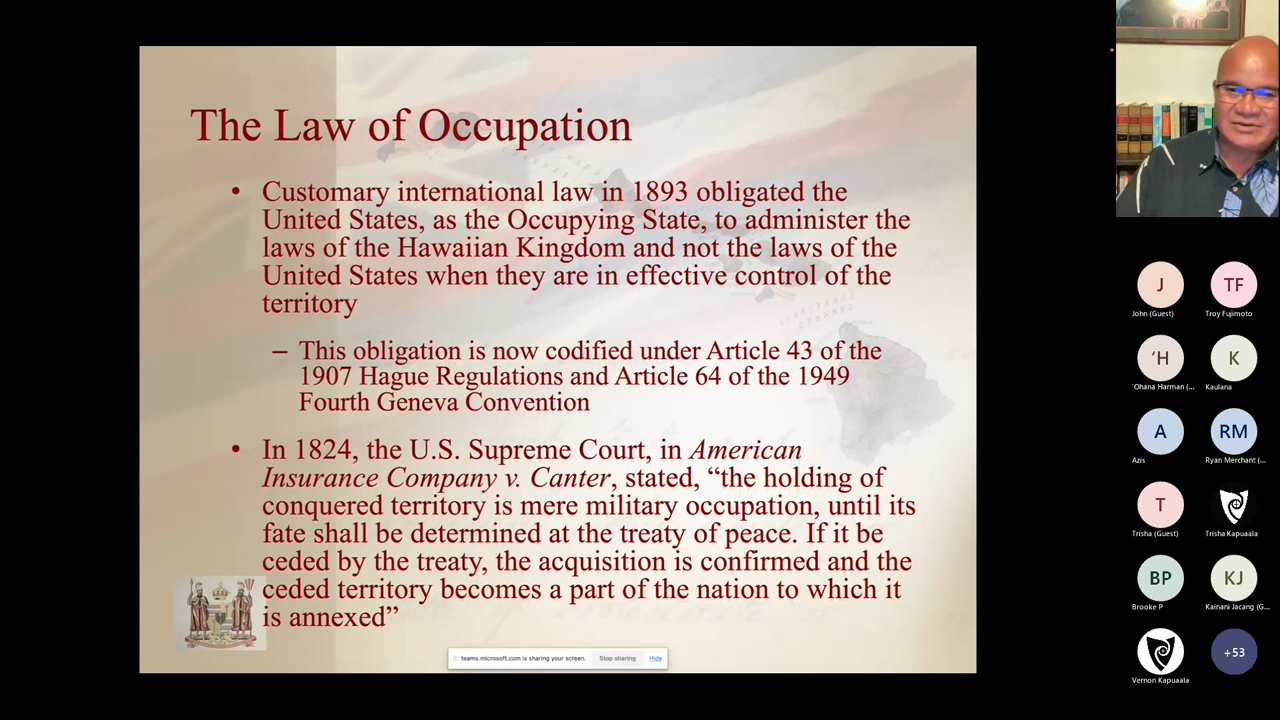 The Law of Occupation
• Customary international law in 1893 obligated the
United States, as the Occupying State, to administer the
laws of the Hawaiian Kingdom and not the laws of the
United States when they are in effective control of the
territory
– This obligation is now codified under Article 43 of the
1907 Hague Regulations and Article 64 of the 1949
Fourth Geneva Convention
• In 1824, the U.S. Supreme Court, in American
Insurance Company v. Canter, stated, “the holding of
conquered territory is mere military occupation, until its
fate shall be determined at the treaty of peace. If it be
ceded by the treaty, the acquisition is confirmed and the
ceded territory becomes a part of the nation to which it
is annexed”
teams.microsoft.com is sharing your screen. Stop sharing Hide
J TF
John (Guest) Troy Fujimoto
'H K
'Ohana Harman (... Kaulana
A RM
Azis Ryan Merchant (...
T
Trisha (Guest) Trisha Kapuaala
BP KJ
Brooke P Kainani Jacang (G...
+53
Vernon Kapuaala